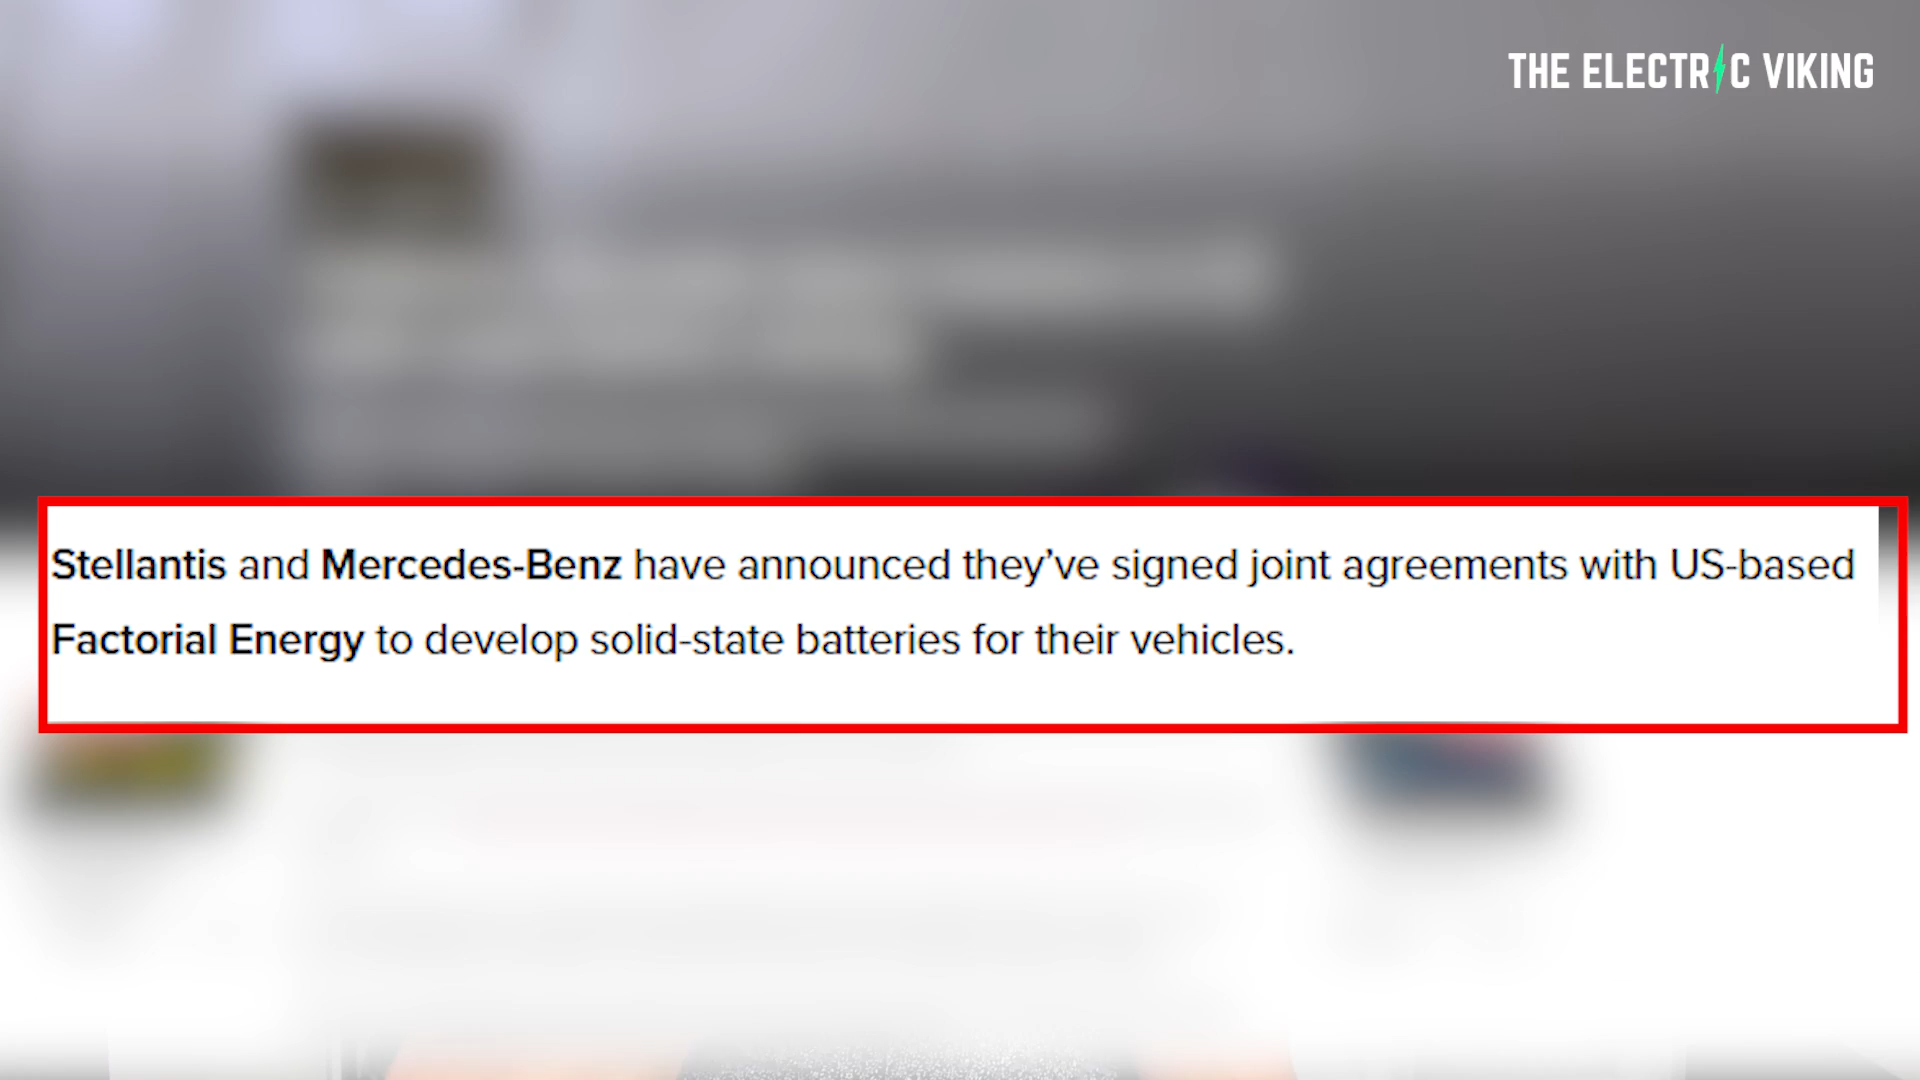 THE ELECTRIC VIKING
Stellantis and Mercedes-Benz have announced they’ve signed joint agreements with US-based
Factorial Energy to develop solid-state batteries for their vehicles.